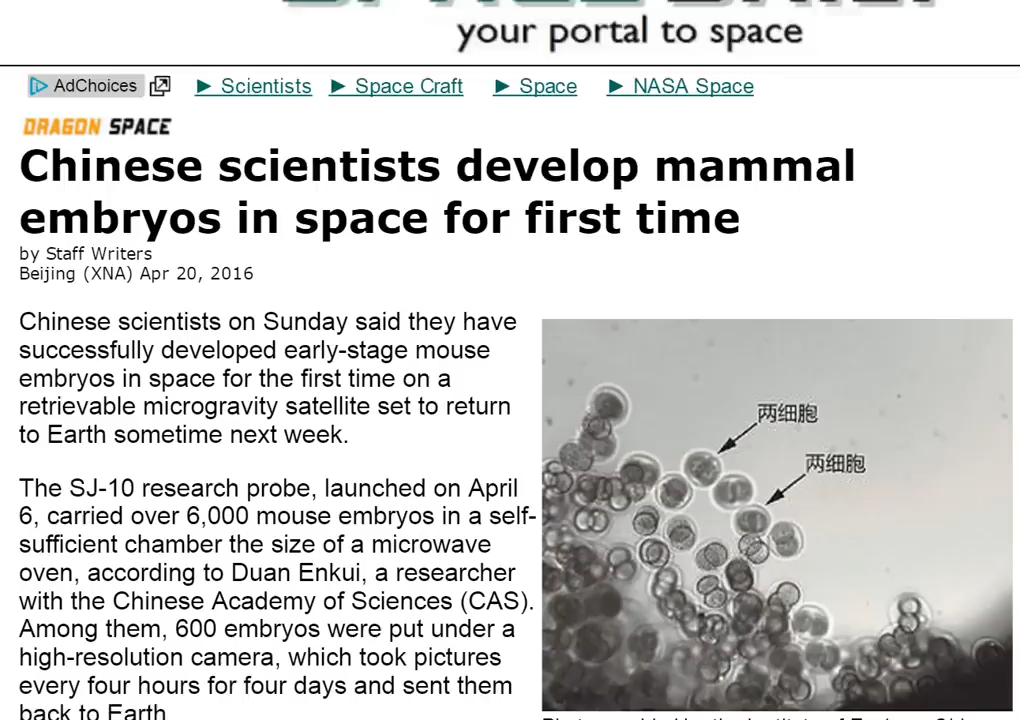 your portal to space
AdChoices
► Scientists ► Space Craft ► Space ► NASA Space
DRAGON SPACE
Chinese scientists develop mammal
embryos in space for first time
by Staff Writers
Beijing (XNA) Apr 20, 2016
Chinese scientists on Sunday said they have
successfully developed early-stage mouse
embryos in space for the first time on a
retrievable microgravity satellite set to return
to Earth sometime next week.
The SJ-10 research probe, launched on April
6, carried over 6,000 mouse embryos in a self-
sufficient chamber the size of a microwave
oven, according to Duan Enkui, a researcher
with the Chinese Academy of Sciences (CAS).
Among them, 600 embryos were put under a
high-resolution camera, which took pictures
every four hours for four days and sent them
back to Earth
两细胞
两细胞